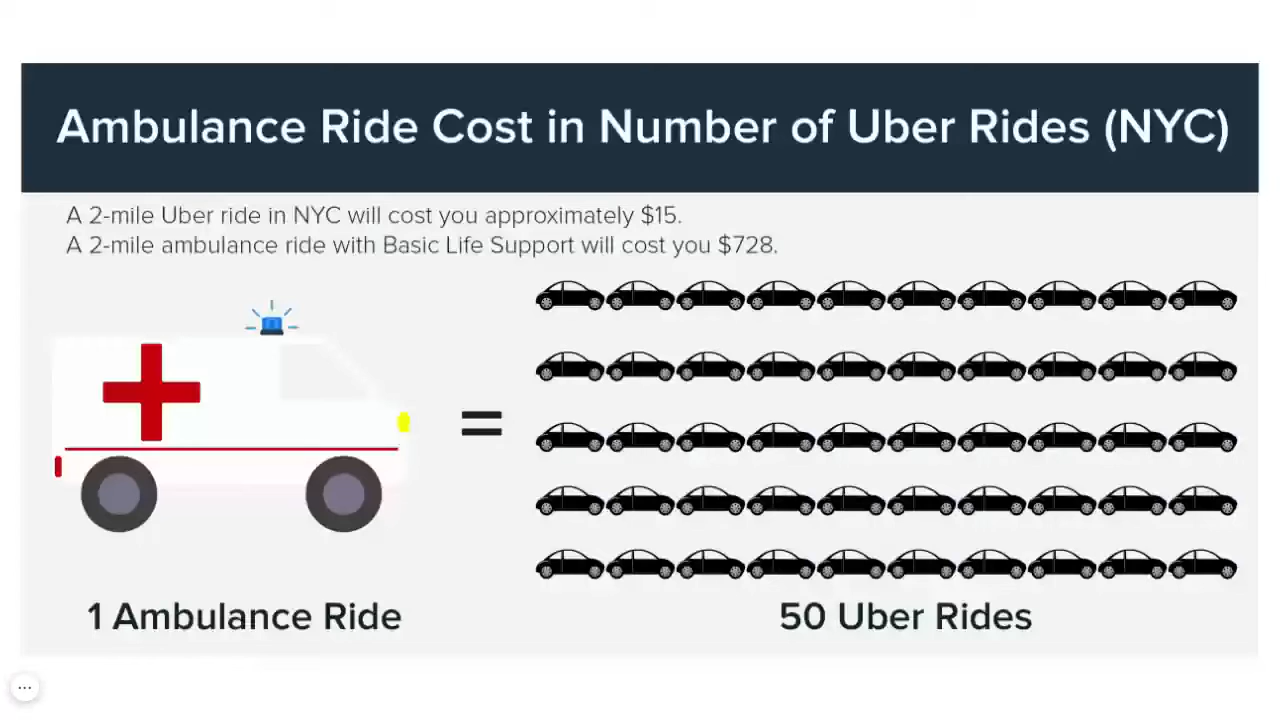 Ambulance Ride Cost in Number of Uber Rides (NYC)
A 2-mile Uber ride in NYC will cost you approximately $15.
A 2-mile ambulance ride with Basic Life Support will cost you $728.
=
1 Ambulance Ride
50 Uber Rides
...